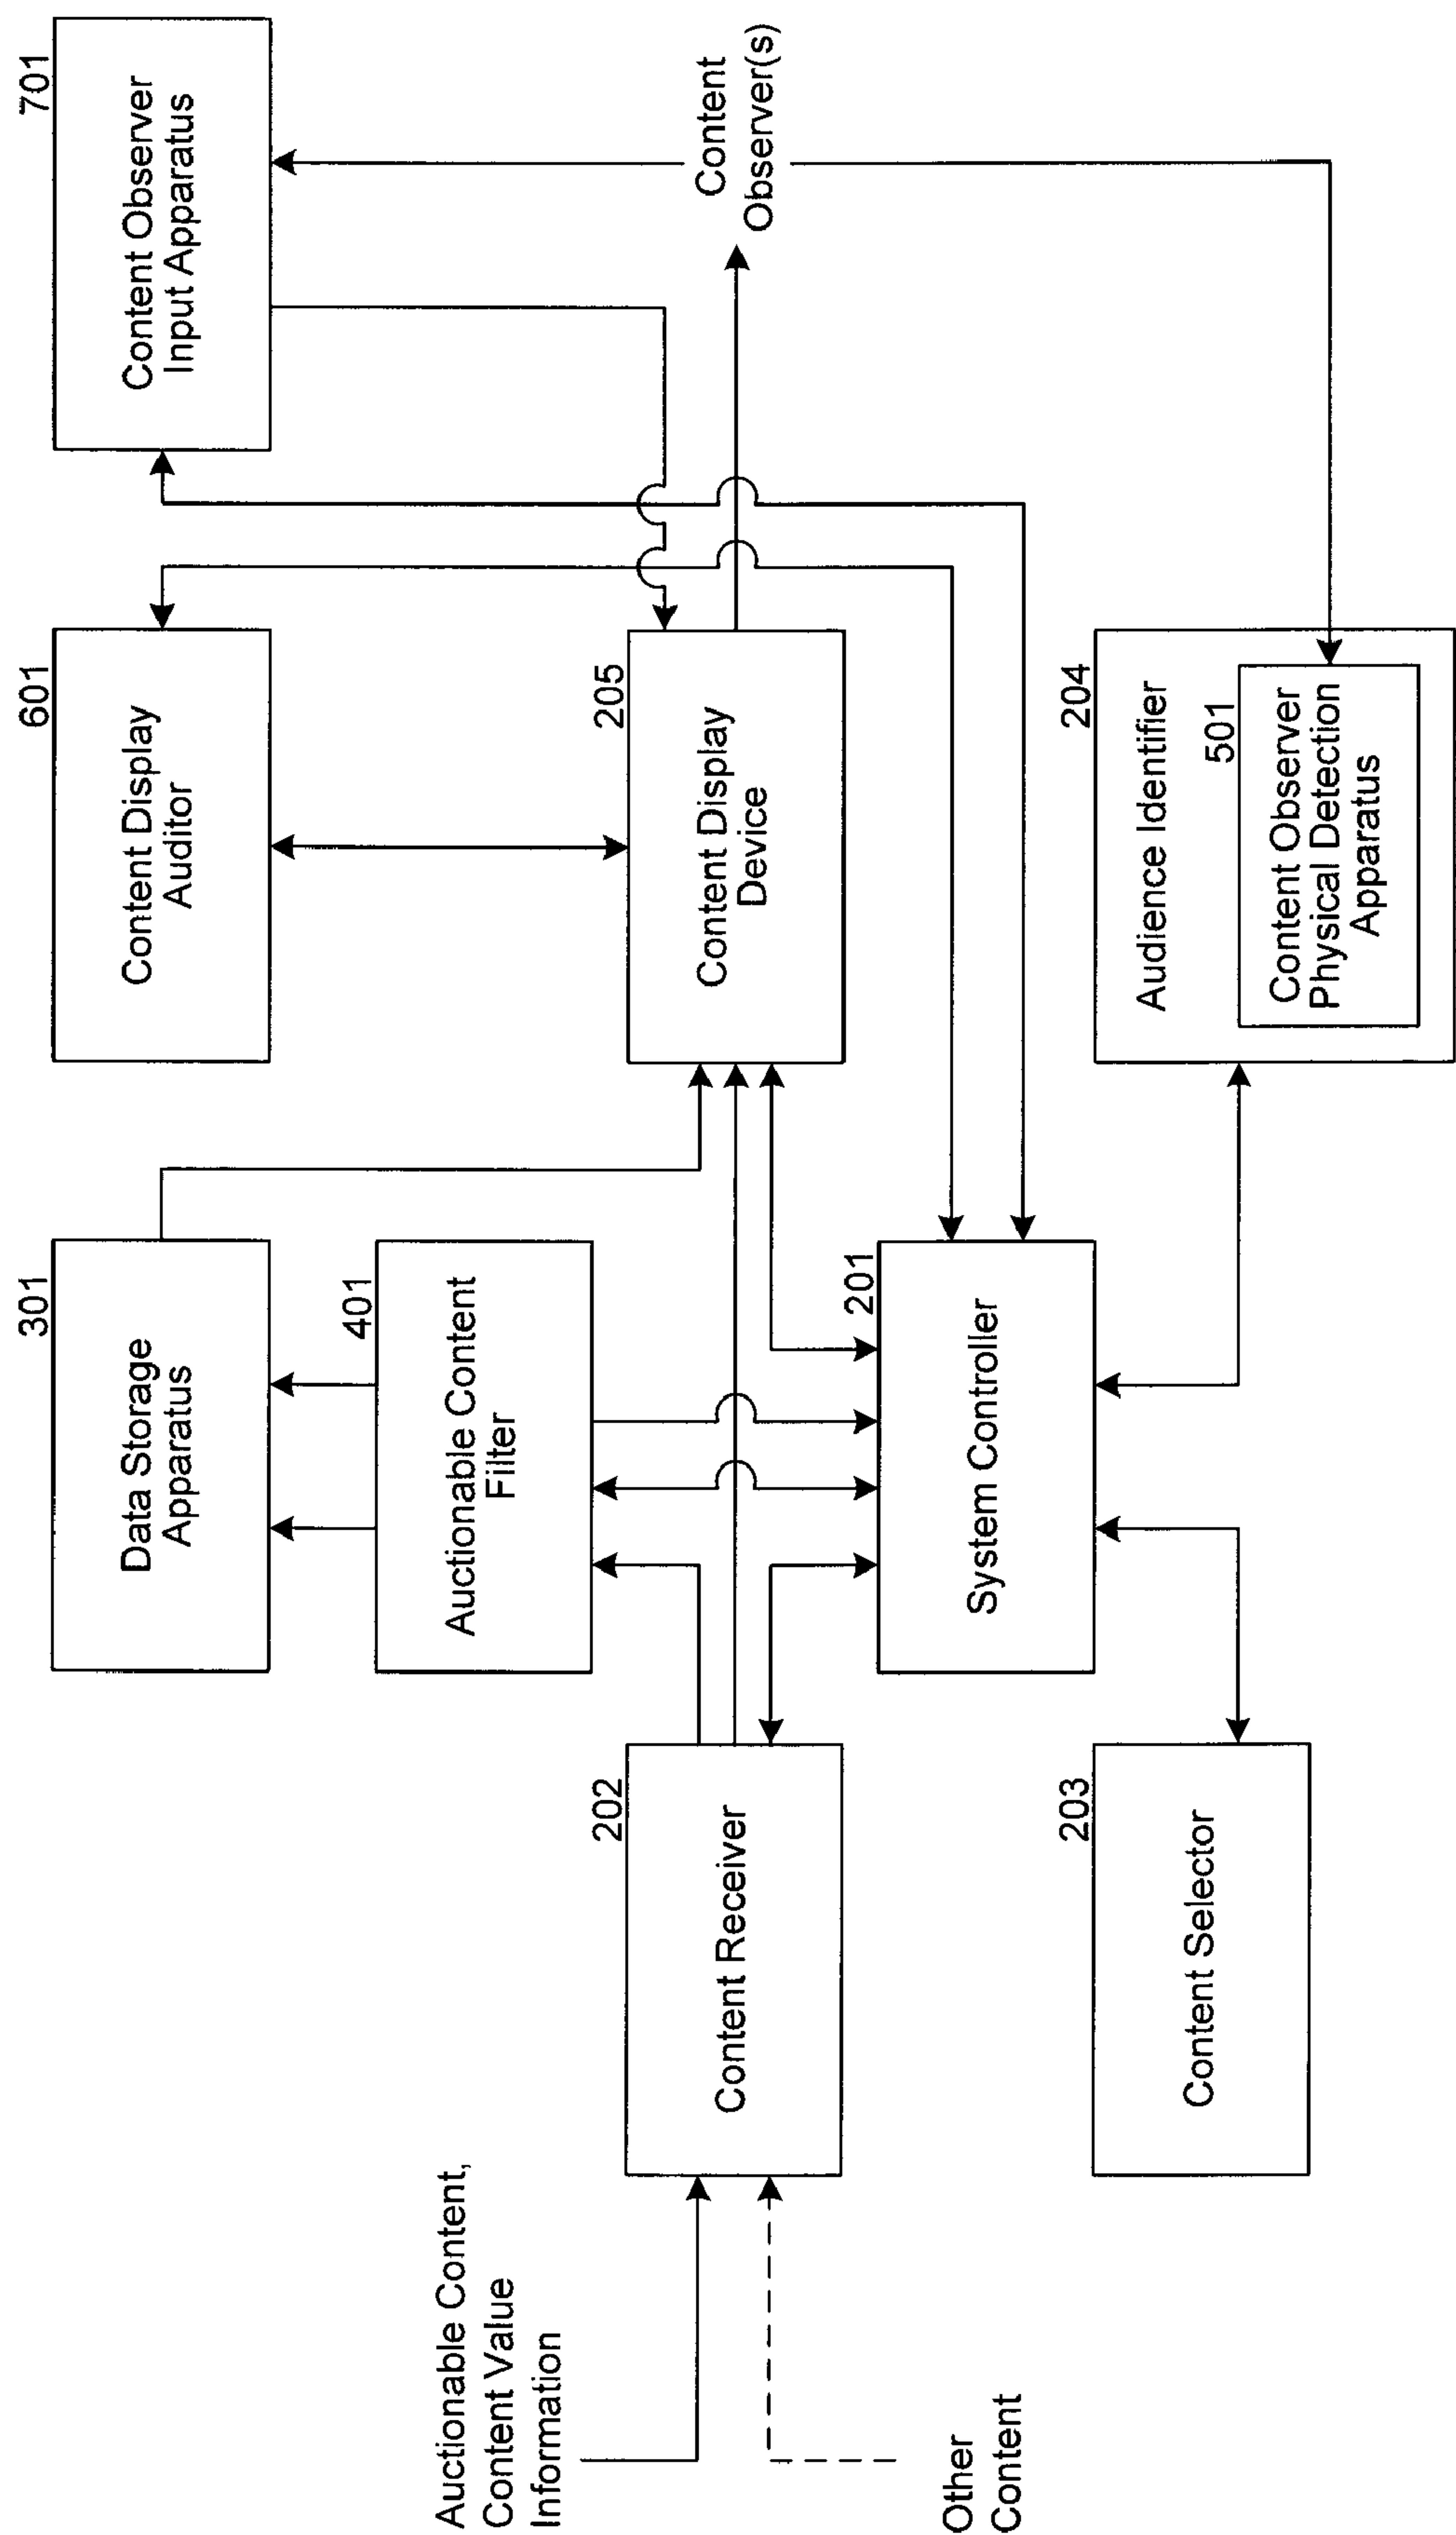 301
Data Storage
Apparatus
601
Content Display
Auditor
701
Content Observer
Input Apparatus
401
Auctionable Content
Filter
Auctionable Content,
Content Value
Information
202
Content Receiver
205
Content Display
Device
Content
Observer(s)
Other
Content
201
System Controller
203
Content Selector
204
Audience Identifier
501
Content Observer
Physical Detection
Apparatus